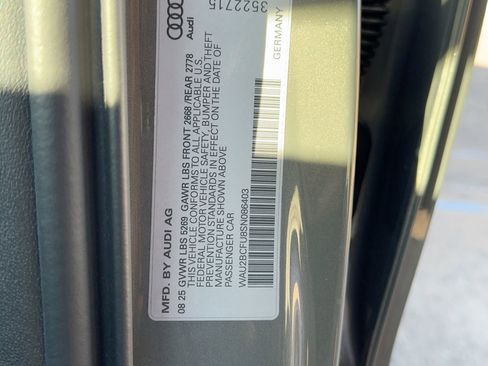 MFD. BY AUDI AG
08 25 GVWR LBS 5269 GAWR LBS FRONT 2668 /REAR 2778
THIS VEHICLE CONFORMS TO ALL APPLICABLE U.S.
FEDERAL MOTOR VEHICLE SAFETY, BUMPER AND THEFT
PREVENTION STANDARDS IN EFFECT ON THE DATE OF
MANUFACTURE SHOWN ABOVE
PASSENGER CAR
WAU2BCFU8SN086403
Audi
3522715
GERMANY